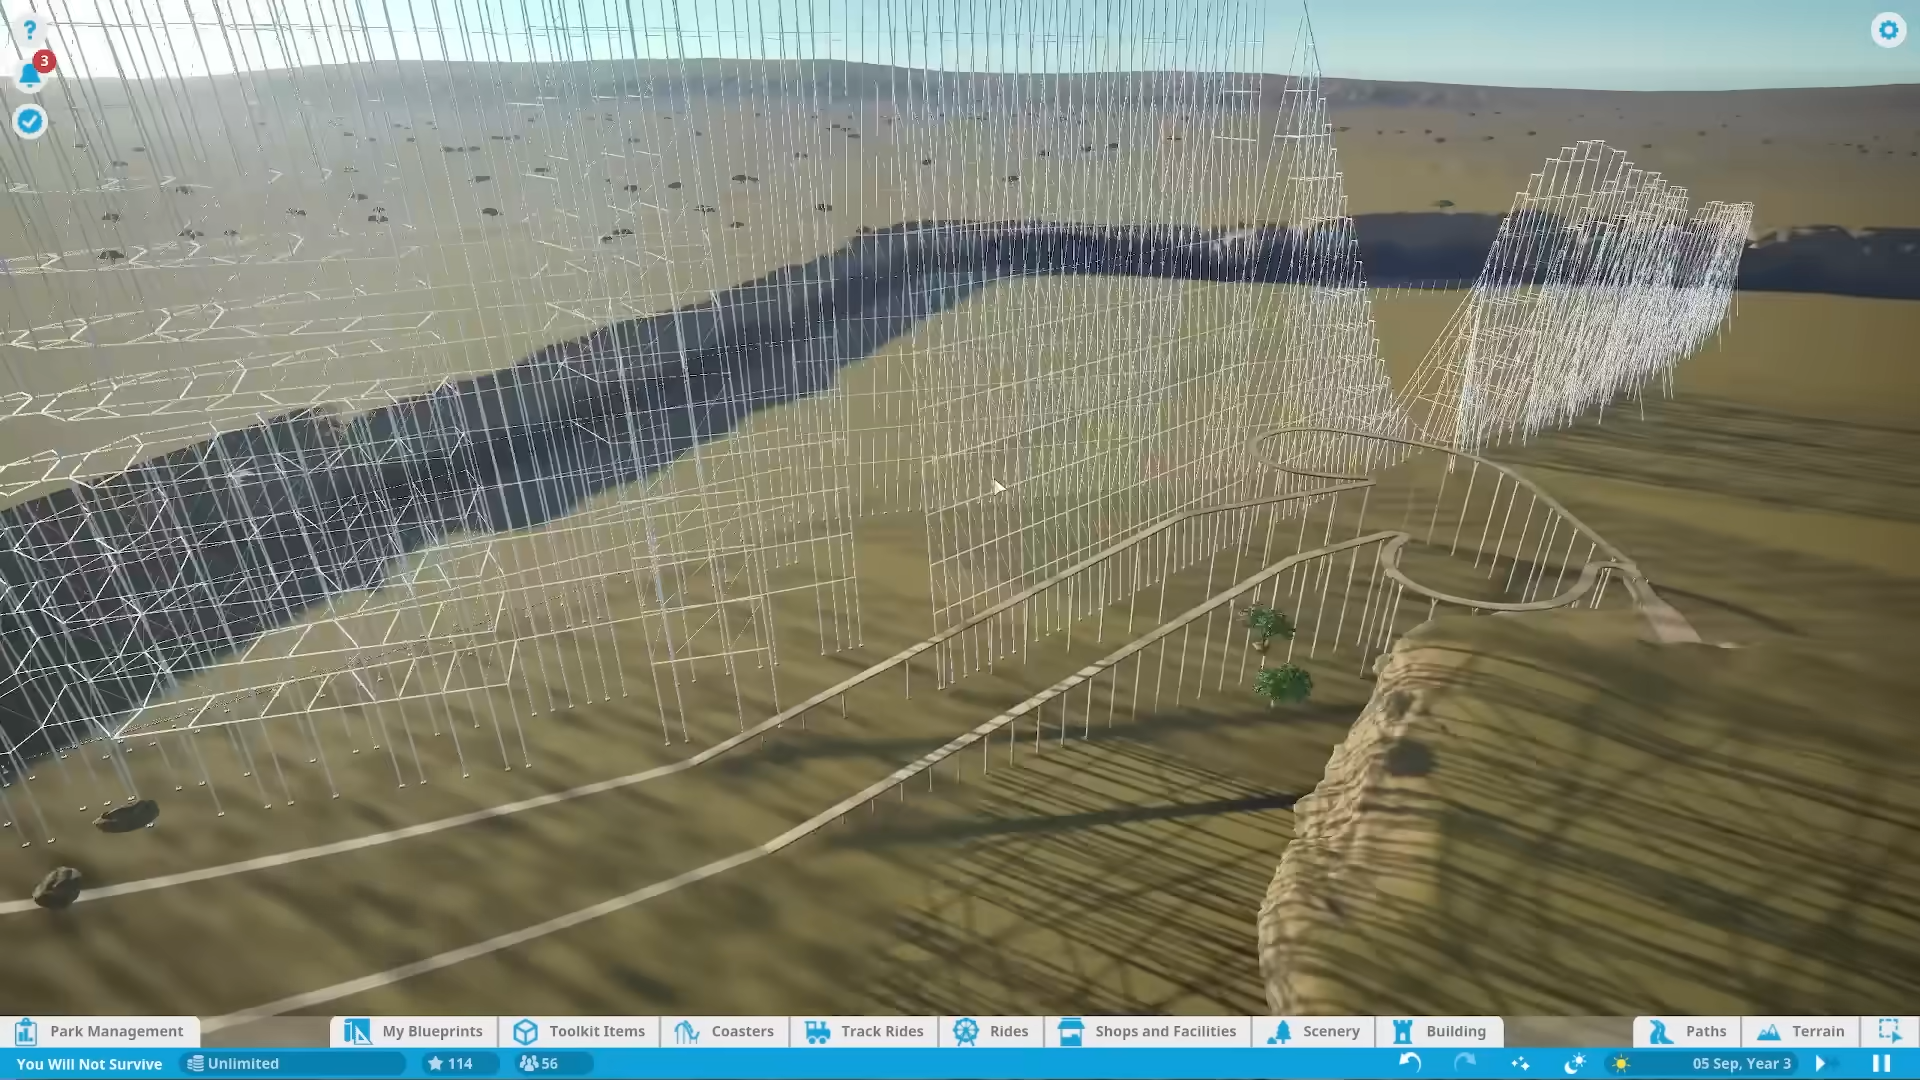 ?
3
Park Management
My Blueprints
Toolkit Items
Coasters
Track Rides
Rides
Shops and Facilities
Scenery
Building
Paths
Terrain
You Will Not Survive
Unlimited
114
56
05 Sep, Year 3